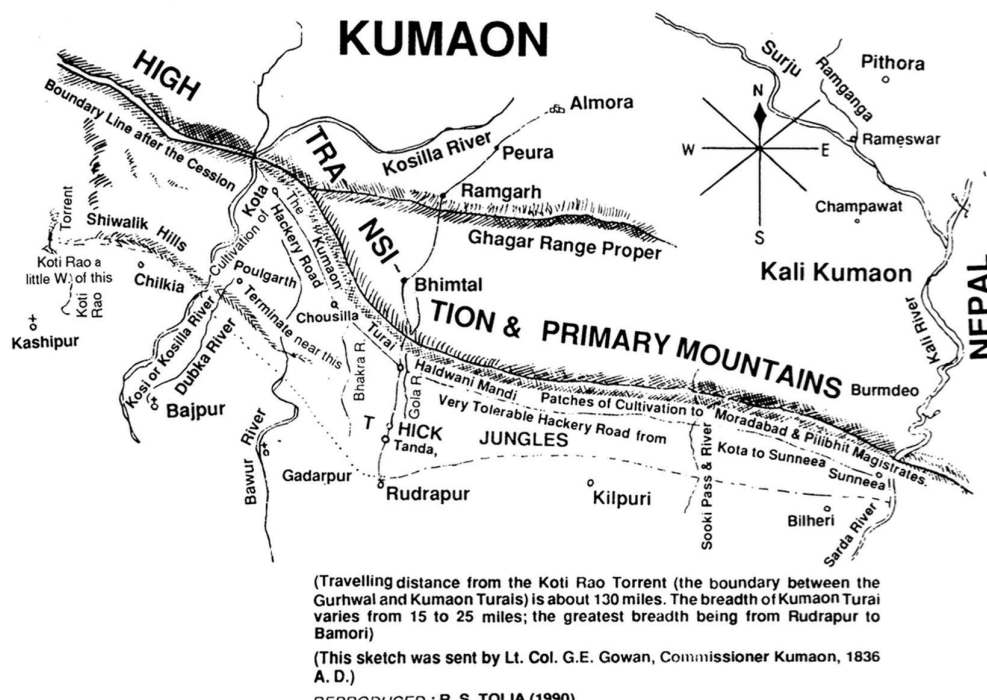 KUMAON
HIGH
TRA-
NSI-
TION & PRIMARY MOUNTAINS
Boundary Line after the Cession
Surju
Ramganga
Pithora
Almora
Kosilla River
Peura
N
W
E
S
Rameswar
Ramgarh
Champawat
Ghagar Range Proper
Kali Kumaon
NEPAL
Kali River
Torrent
Shiwalik Hills
Koti Rao a
little W. of this
Koti
Rao
Chilkia
Kashipur
Cultivation of
Kota
The Kumaon
Hackery Road
Turai
Poulgarth
Terminate near this
Chousilla
Bhimtal
Kosi or Kosilla River
Dubka River
Bajpur
Bhakra R.
Gola R.
Haldwani Mandi
Patches of Cultivation to Moradabad & Pilibhit Magistrates.
Very Tolerable Hackery Road from
Kota to Sunneea
Sunneea
Burmdeo
T HICK
JUNGLES
Tanda,
Bawur River
Gadarpur
Rudrapur
Kilpuri
Sooki Pass & River
Bilheri
Sarda River
(Travelling distance from the Koti Rao Torrent (the boundary between the
Gurhwal and Kumaon Turais) is about 130 miles. The breadth of Kumaon Turai
varies from 15 to 25 miles; the greatest breadth being from Rudrapur to
Bamori)
(This sketch was sent by Lt. Col. G.E. Gowan, Commissioner Kumaon, 1836
A. D.)
REPRODUCED : R. S. TOLIA (1990)